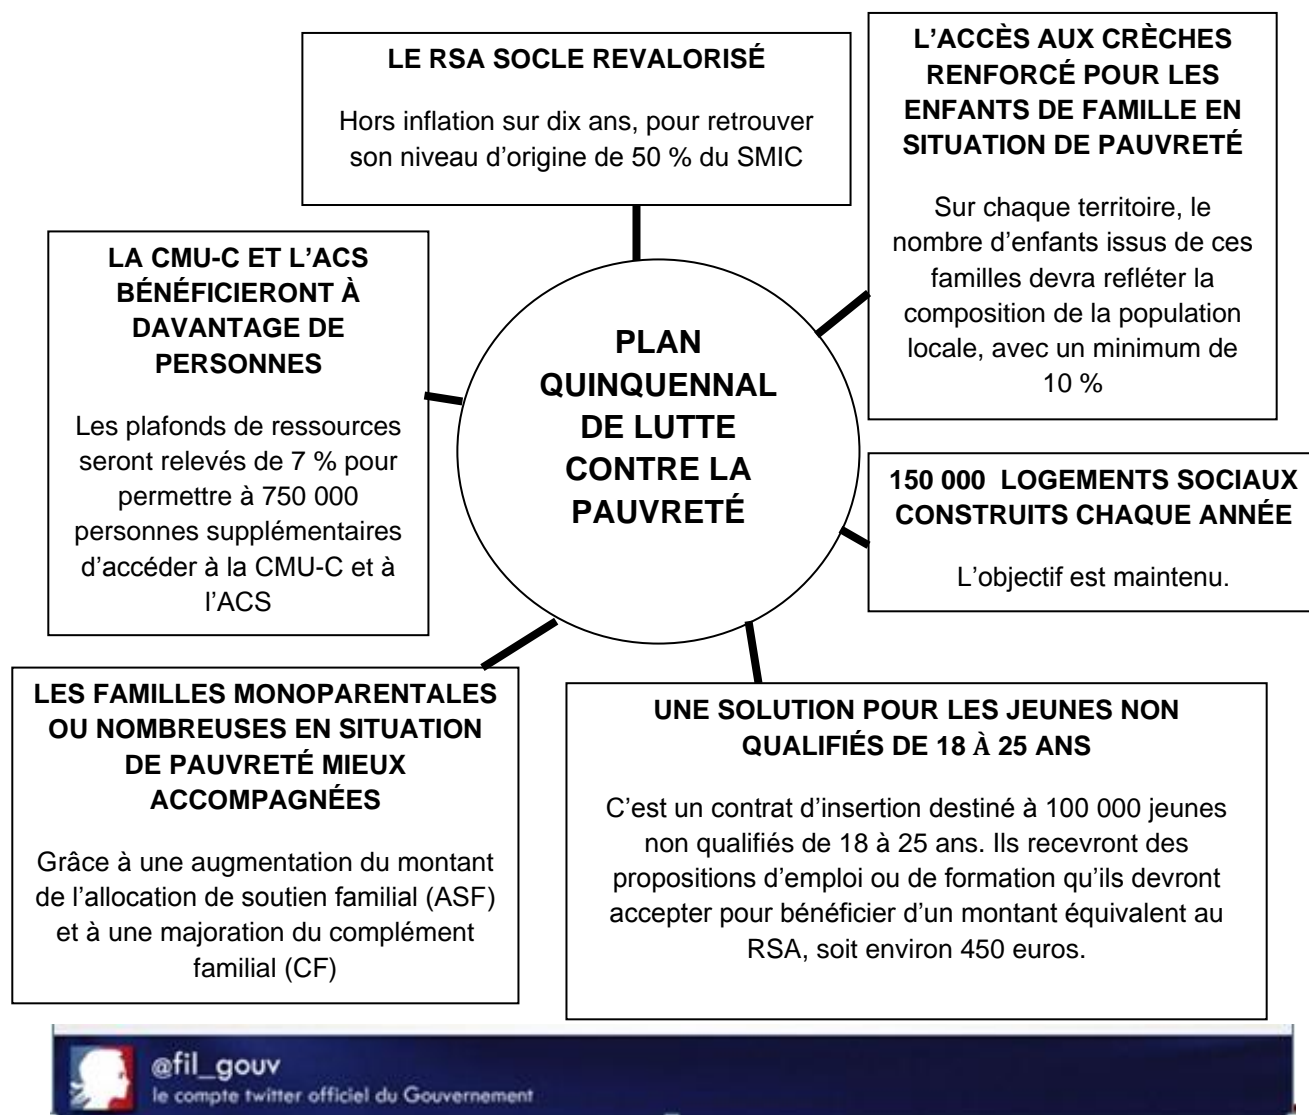 LE RSA SOCLE REVALORISÉ
Hors inflation sur dix ans, pour retrouver
son niveau d'origine de 50 % du SMIC
L'ACCÈS AUX CRÈCHES
RENFORCÉ POUR LES
ENFANTS DE FAMILLE EN
SITUATION DE PAUVRETÉ
Sur chaque territoire, le
nombre d'enfants issus de ces
familles devra refléter la
composition de la population
locale, avec un minimum de
10 %
LA CMU-C ET L'ACS
BÉNÉFICIERONT À
DAVANTAGE DE
PERSONNES
Les plafonds de ressources
seront relevés de 7 % pour
permettre à 750 000
personnes supplémentaires
d'accéder à la CMU-C et à
l'ACS
PLAN
QUINQUENNAL
DE LUTTE
CONTRE LA
PAUVRETÉ
150 000 LOGEMENTS SOCIAUX
CONSTRUITS CHAQUE ANNÉE
L'objectif est maintenu.
LES FAMILLES MONOPARENTALES
OU NOMBREUSES EN SITUATION
DE PAUVRETÉ MIEUX
ACCOMPAGNÉES
Grâce à une augmentation du montant
de l'allocation de soutien familial (ASF)
et à une majoration du complément
familial (CF)
UNE SOLUTION POUR LES JEUNES NON
QUALIFIÉS DE 18 À 25 ANS
C'est un contrat d'insertion destiné à 100 000 jeunes
non qualifiés de 18 à 25 ans. Ils recevront des
propositions d'emploi ou de formation qu'ils devront
accepter pour bénéficier d'un montant équivalent au
RSA, soit environ 450 euros.
@fil_gouv
le compte twitter officiel du Gouvernement